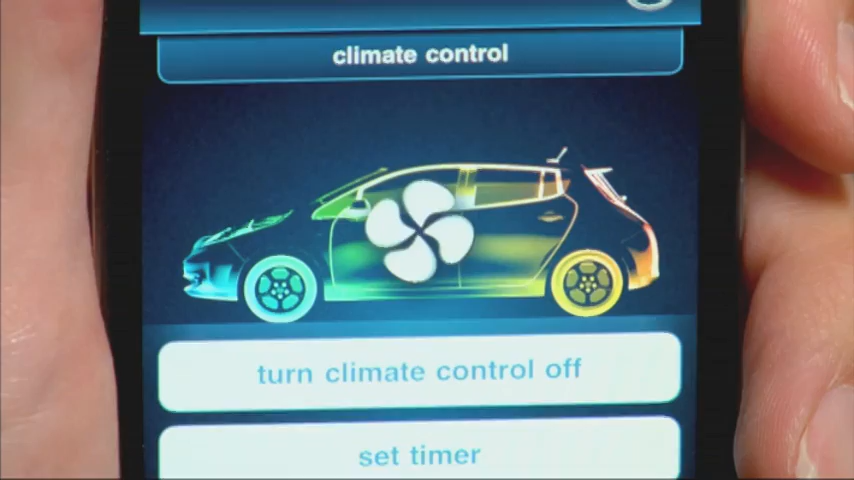 climate control
turn climate control off
set timer